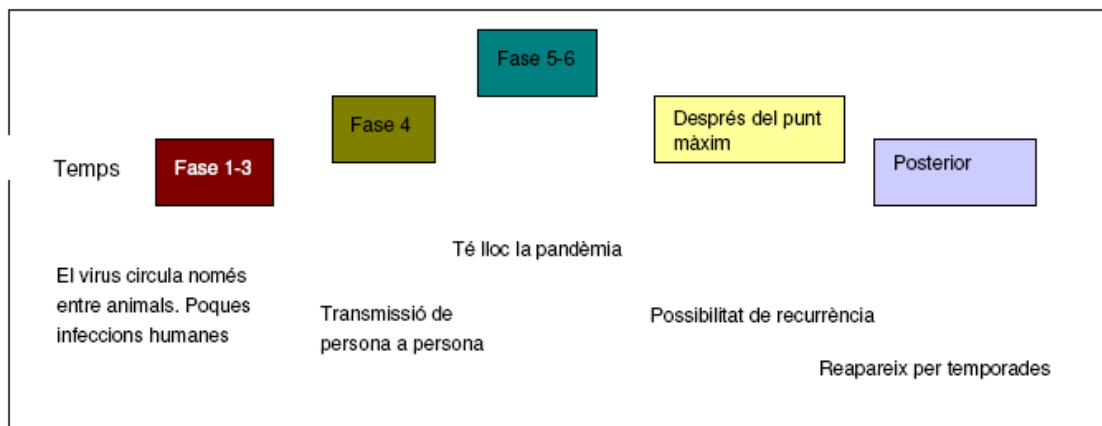 Fase 5-6
Fase 4
Després del punt
màxim
Temps
Fase 1-3
Posterior
Té lloc la pandèmia
El virus circula només
entre animals. Poques
infeccions humanes
Transmissió de
persona a persona
Possibilitat de recurrència
Reapareix per temporades